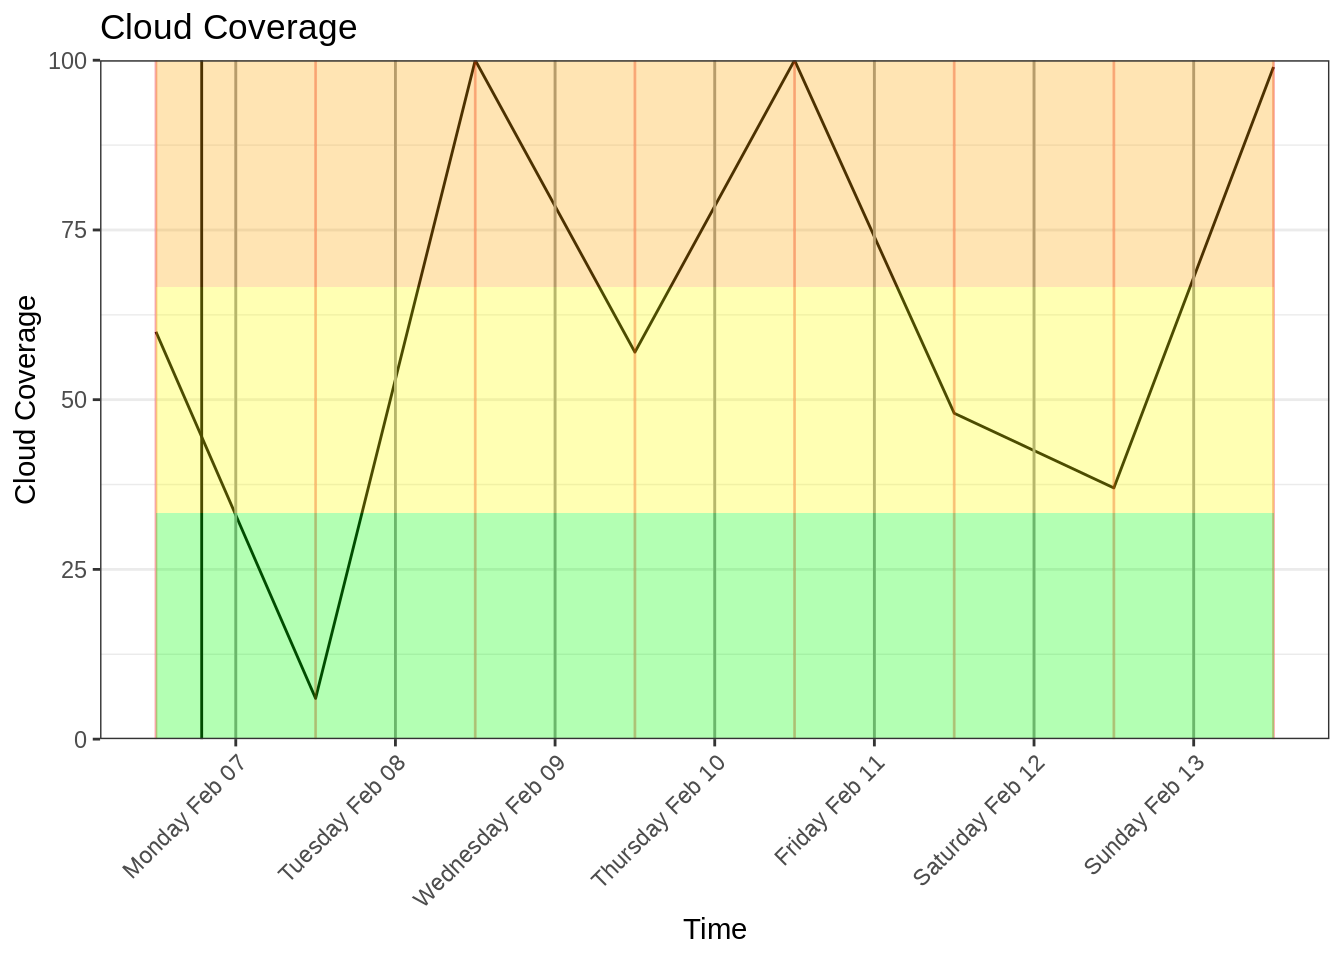 Cloud Coverage
100
75
50
25
0
Cloud Coverage
Monday Feb 07
Tuesday Feb 08
Wednesday Feb 09
Thursday Feb 10
Friday Feb 11
Saturday Feb 12
Sunday Feb 13
Time